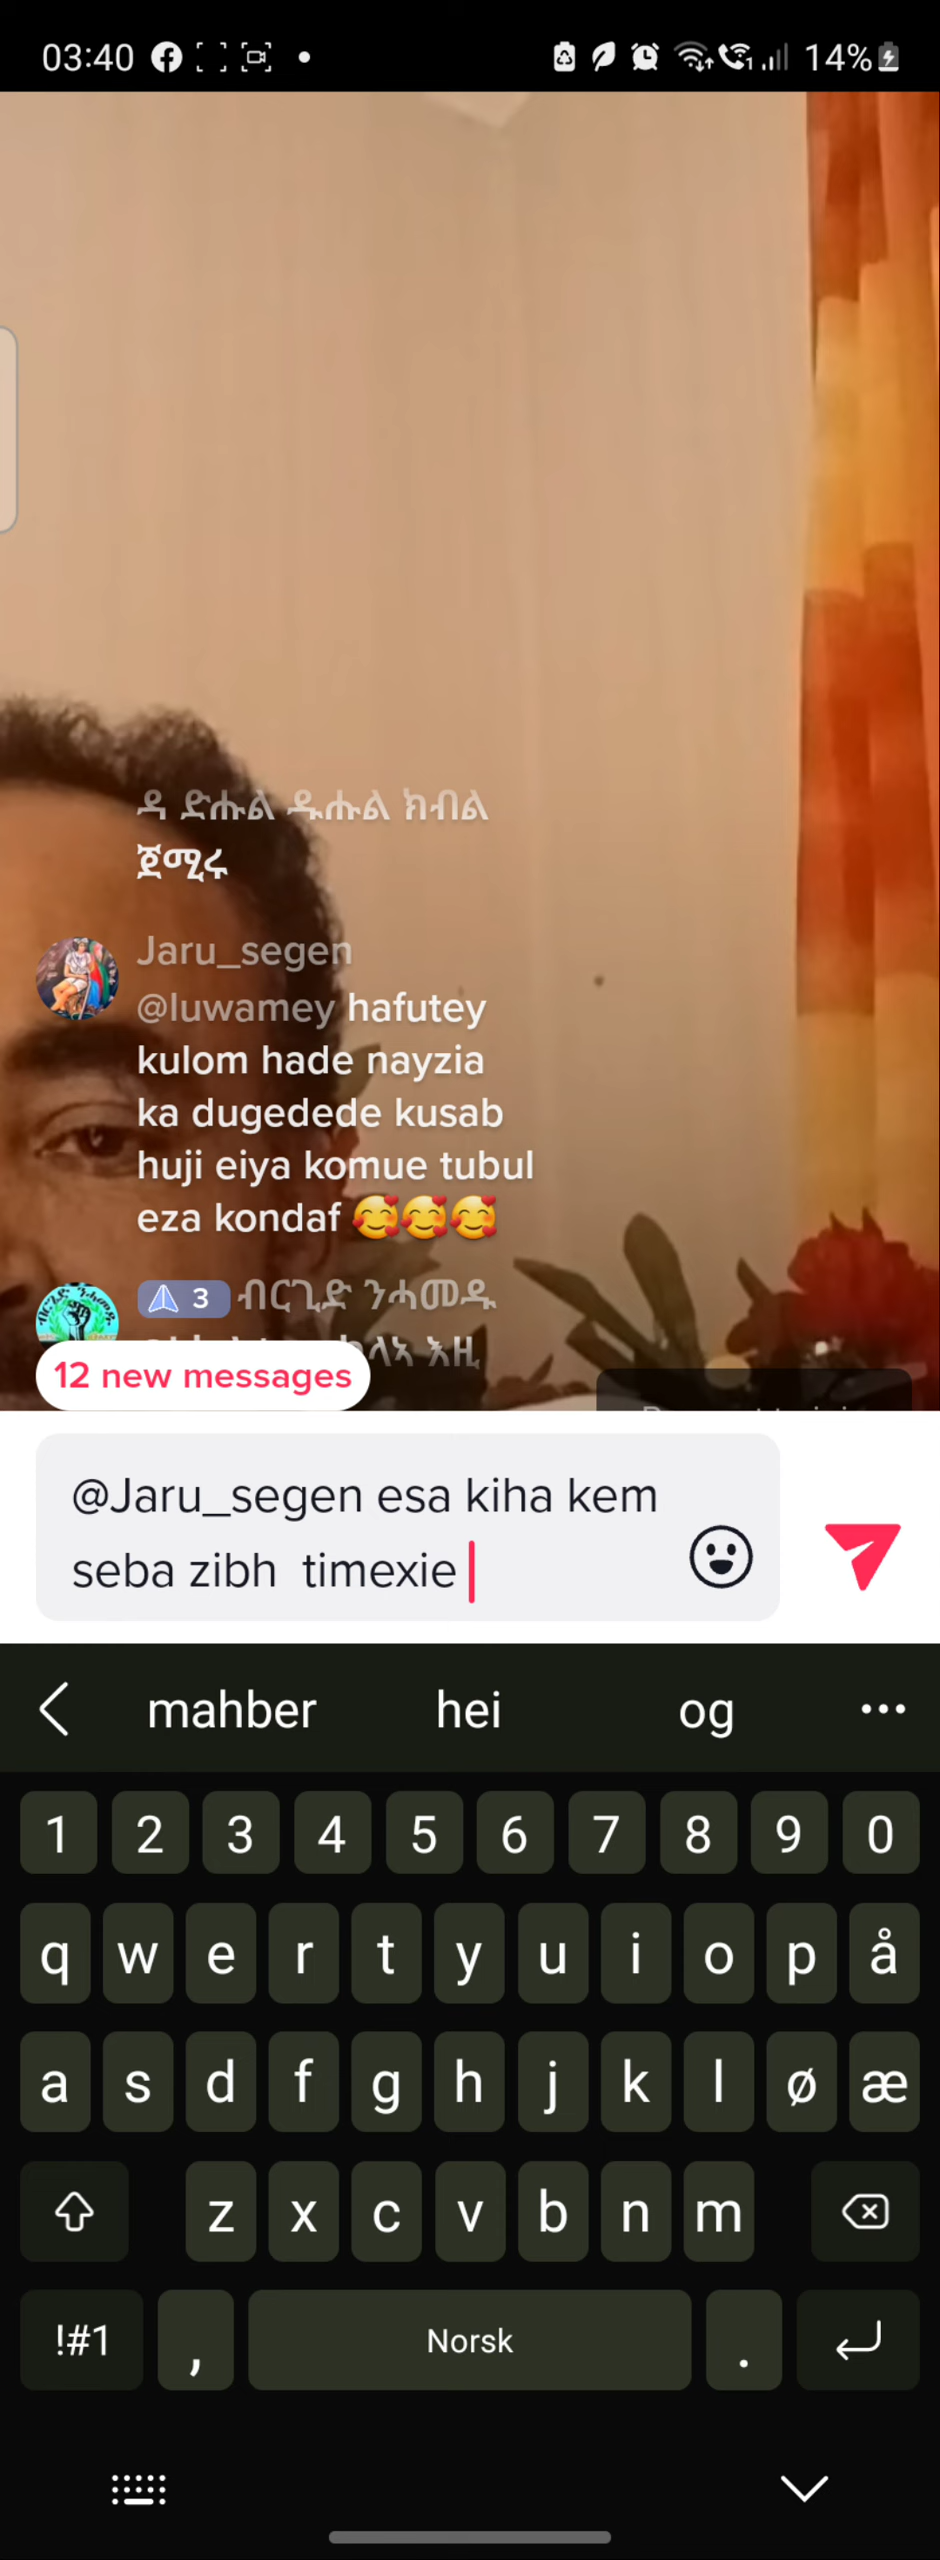 03:40
14%
ዳ ድሑል ዱሑል ክብል
ጀሚሩ
Jaru_segen
@luwamey hafutey
kulom hade nayzia
ka dugedede kusab
huji eiya komue tubul
eza kondaf 🥰🥰🥰
3 ብርጊድ ንሓመዱ
እዚ
12 new messages
@Jaru_segen esa kiha kem
seba zibh  timexie
mahber hei og
1 2 3 4 5 6 7 8 9 0
q w e r t y u i o p å
a s d f g h j k l ø æ
z x c v b n m
!#1 , Norsk .